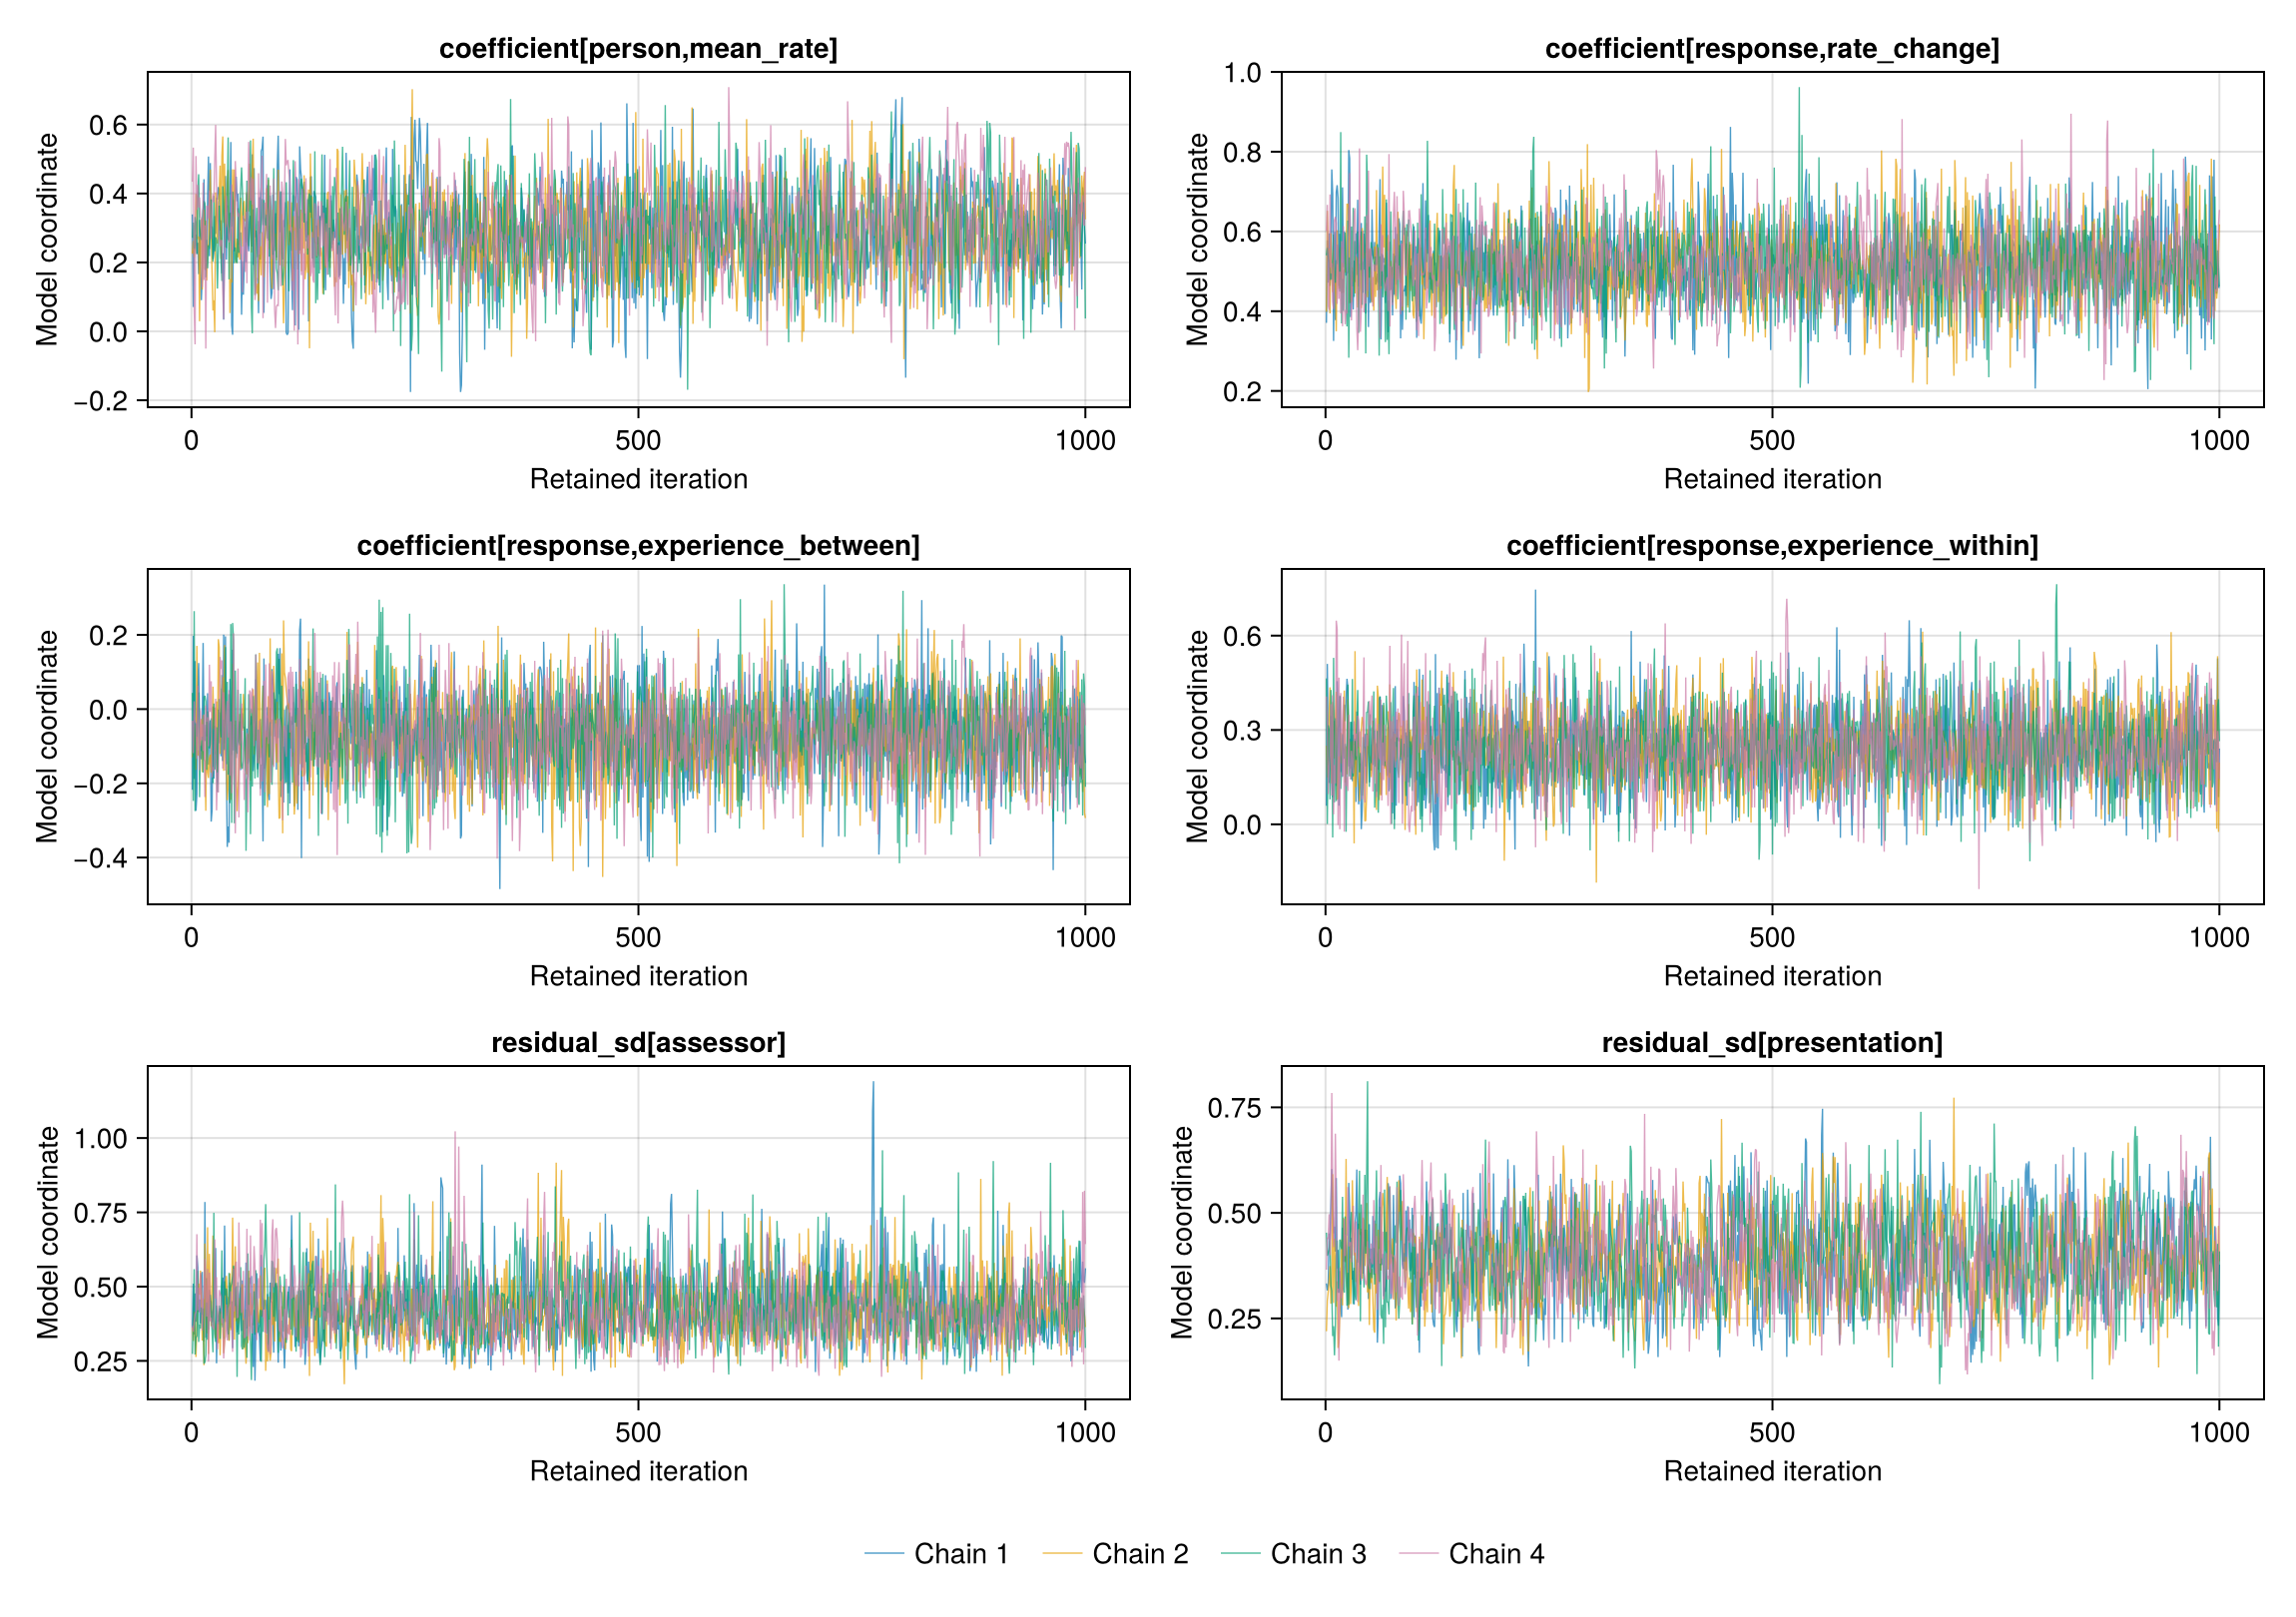 coefficient[person,mean_rate]
Model coordinate
0.6
0.4
0.2
0.0
−0.2
0
500
1000
Retained iteration
coefficient[response,rate_change]
Model coordinate
1.0
0.8
0.6
0.4
0.2
0
500
1000
Retained iteration
coefficient[response,experience_between]
Model coordinate
0.2
0.0
−0.2
−0.4
0
500
1000
Retained iteration
coefficient[response,experience_within]
Model coordinate
0.6
0.3
0.0
0
500
1000
Retained iteration
residual_sd[assessor]
Model coordinate
1.00
0.75
0.50
0.25
0
500
1000
Retained iteration
residual_sd[presentation]
Model coordinate
0.75
0.50
0.25
0
500
1000
Retained iteration
Chain 1
Chain 2
Chain 3
Chain 4